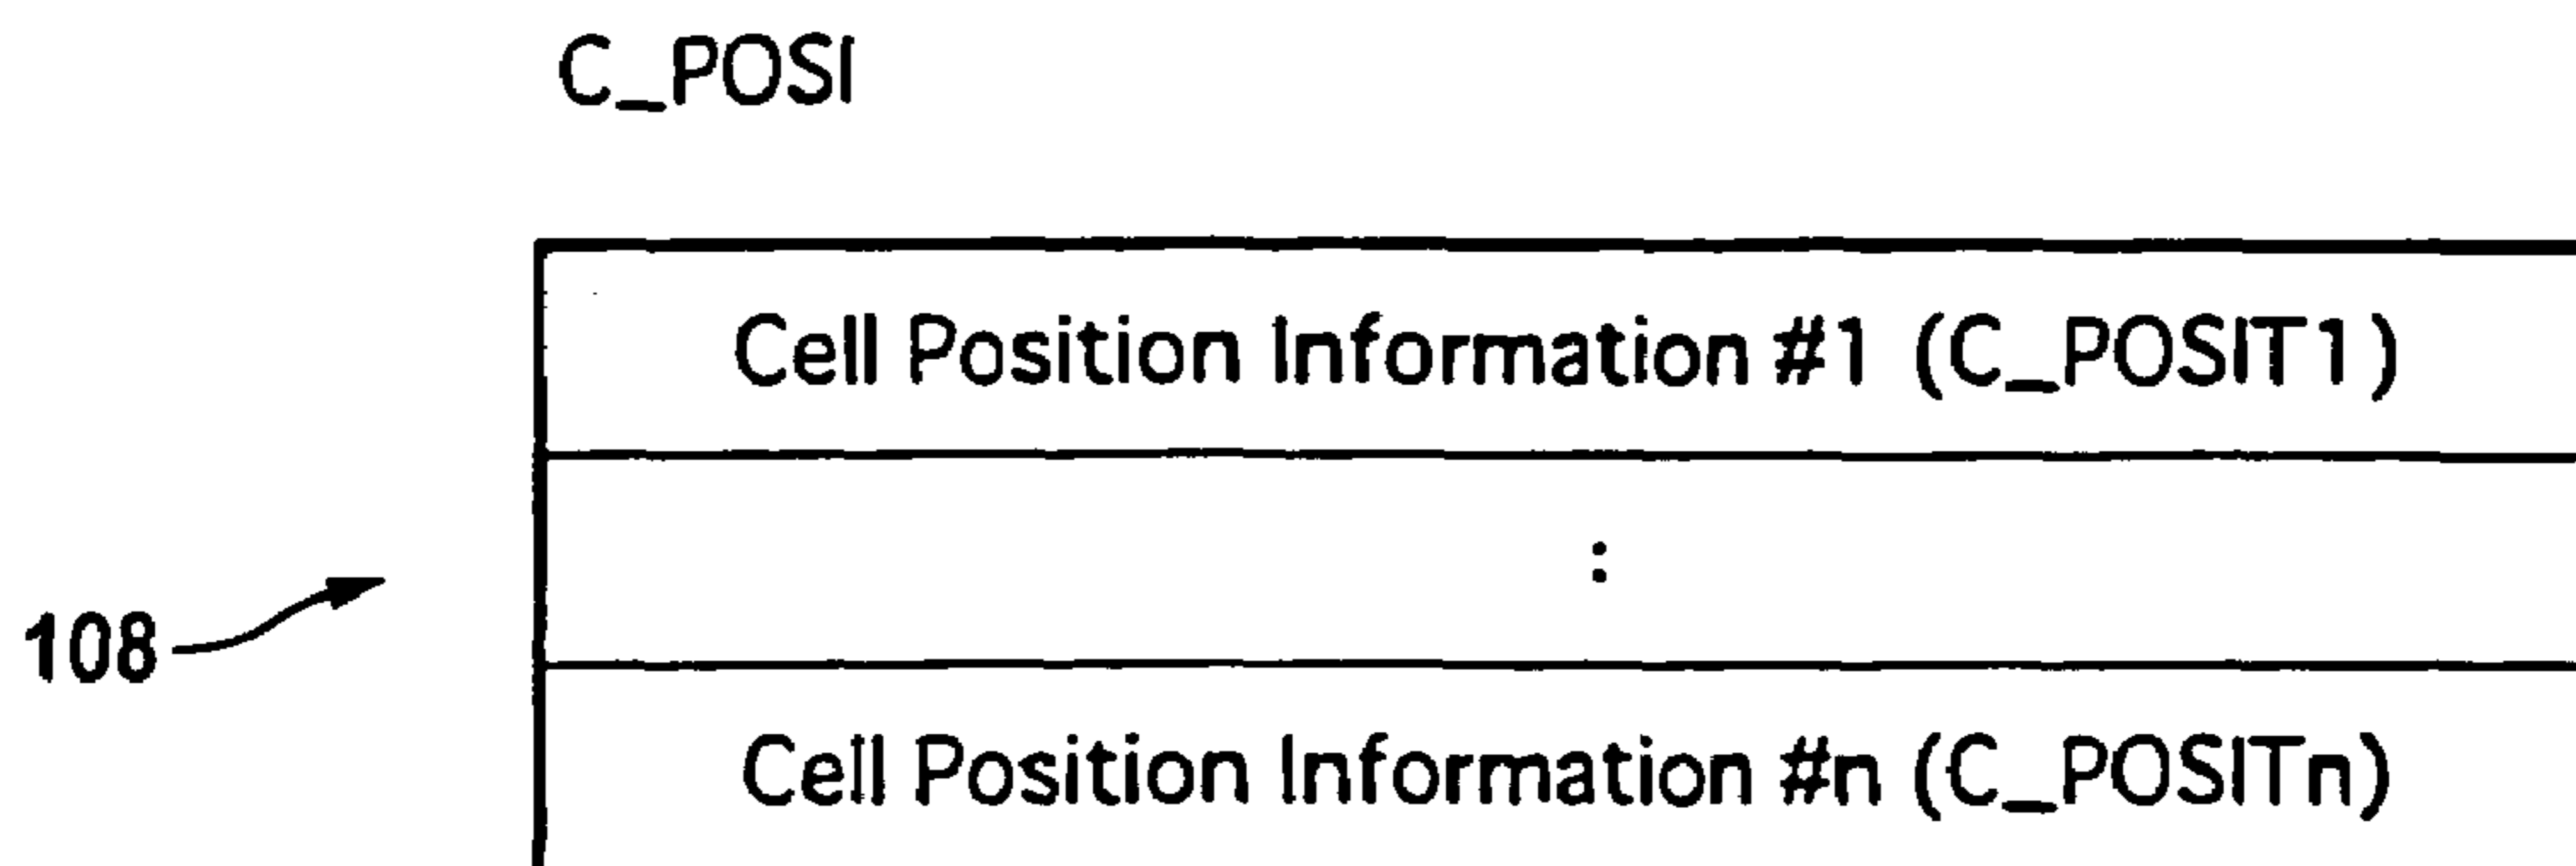 C_POSI
Cell Position Information #1 (C_POSIT1)
:
108
Cell Position Information #n (C_POSITn)